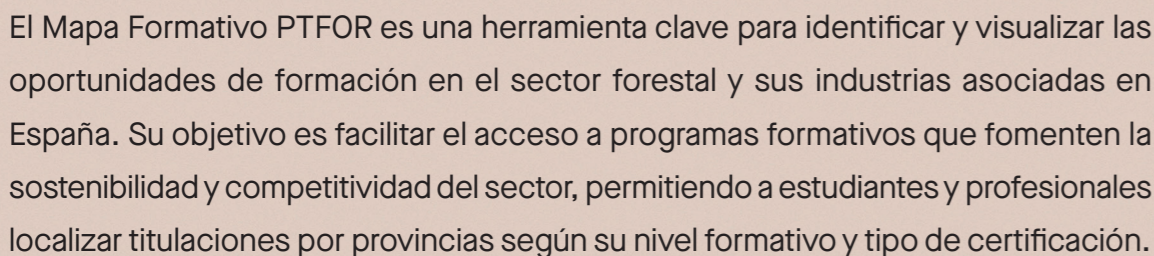 El Mapa Formativo PTFOR es una herramienta clave para identificar y visualizar las
oportunidades de formación en el sector forestal y sus industrias asociadas en
España. Su objetivo es facilitar el acceso a programas formativos que fomenten la
sostenibilidad y competitividad del sector, permitiendo a estudiantes y profesionales
localizar titulaciones por provincias según su nivel formativo y tipo de certificación.